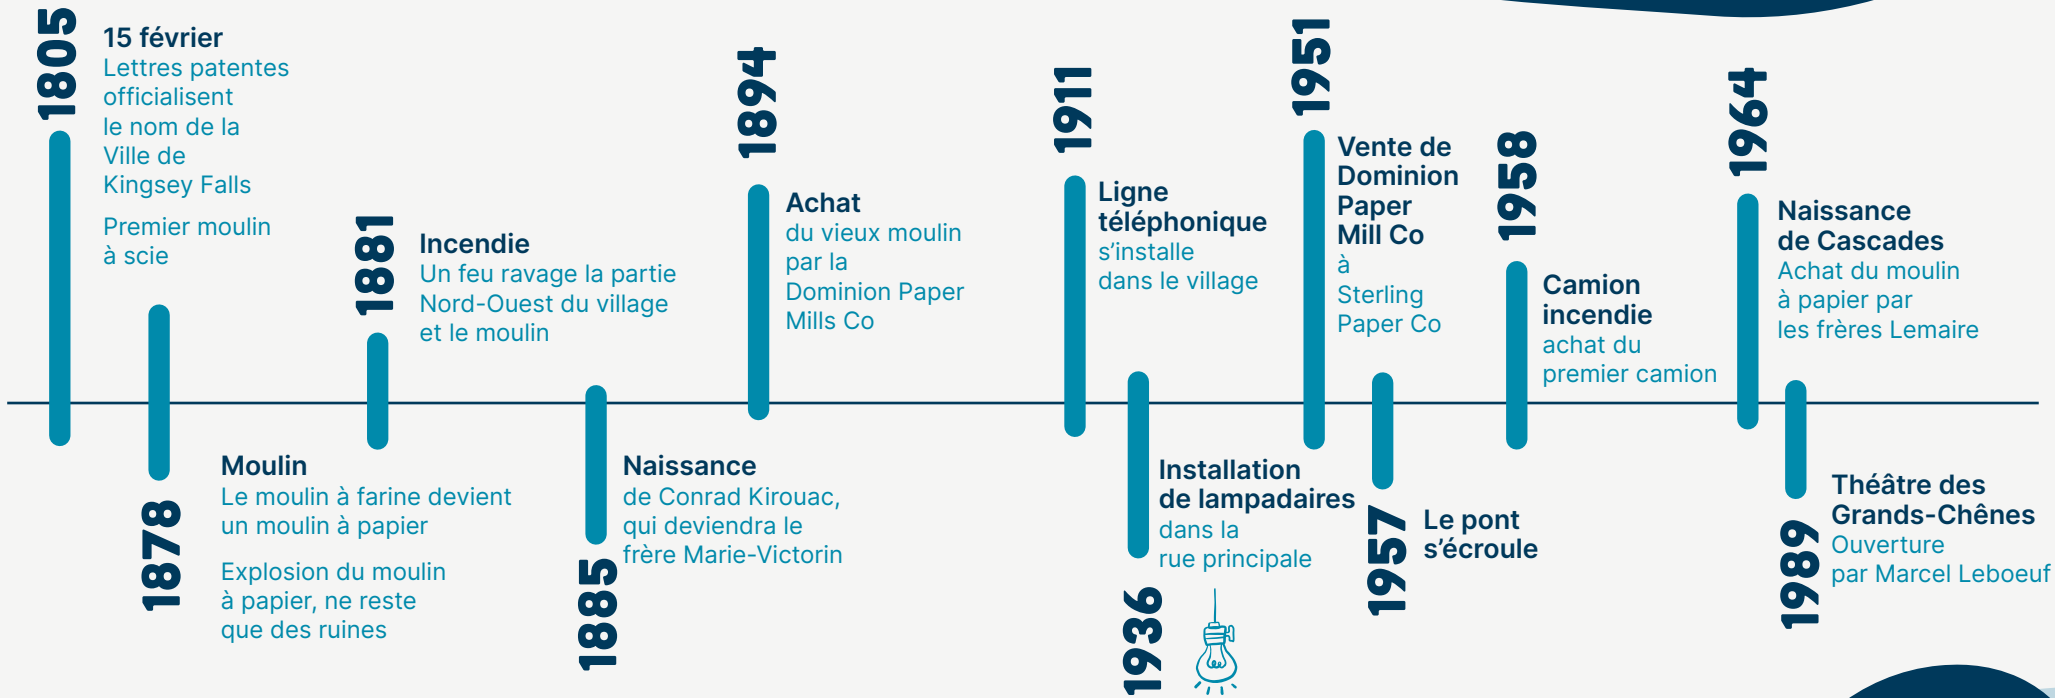 1805
15 février
Lettres patentes
officialisent
le nom de la
Ville de
Kingsey Falls
Premier moulin
à scie
1878
Moulin
Le moulin à farine devient
un moulin à papier
Explosion du moulin
à papier, ne reste
que des ruines
1881
Incendie
Un feu ravage la partie
Nord-Ouest du village
et le moulin
1885
Naissance
de Conrad Kirouac,
qui deviendra le
frère Marie-Victorin
1894
Achat
du vieux moulin
par la
Dominion Paper
Mills Co
1911
Ligne
téléphonique
s’installe
dans le village
1936
Installation
de lampadaires
dans la
rue principale
1951
Vente de
Dominion
Paper
Mill Co
à
Sterling
Paper Co
1957
Le pont
s’écroule
1958
Camion
incendie
achat du
premier camion
1964
Naissance
de Cascades
Achat du moulin
à papier par
les frères Lemaire
1989
Théâtre des
Grands-Chênes
Ouverture
par Marcel Leboeuf